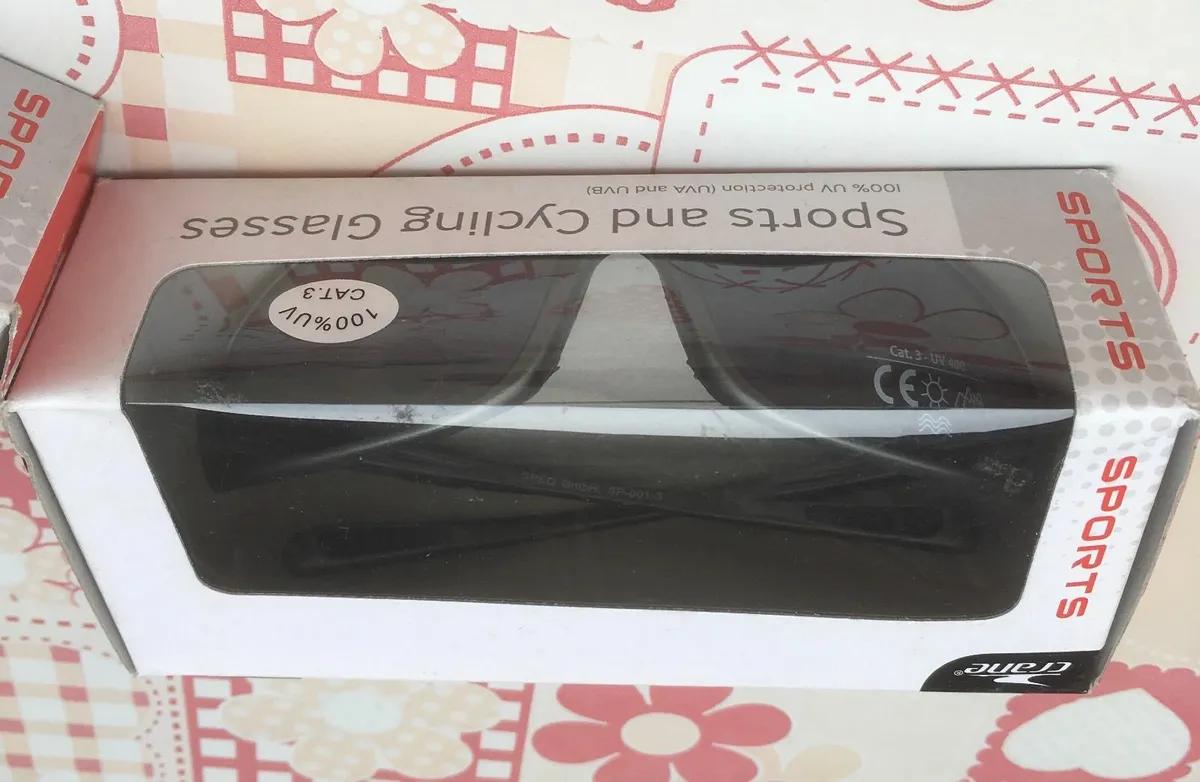 Sports and Cycling Glasses
100% UV protection (UVA and UVB)
SPORTS
SPORTS
100%UV
CAT.3
Cat. 3 - UV 400
CE
crane®